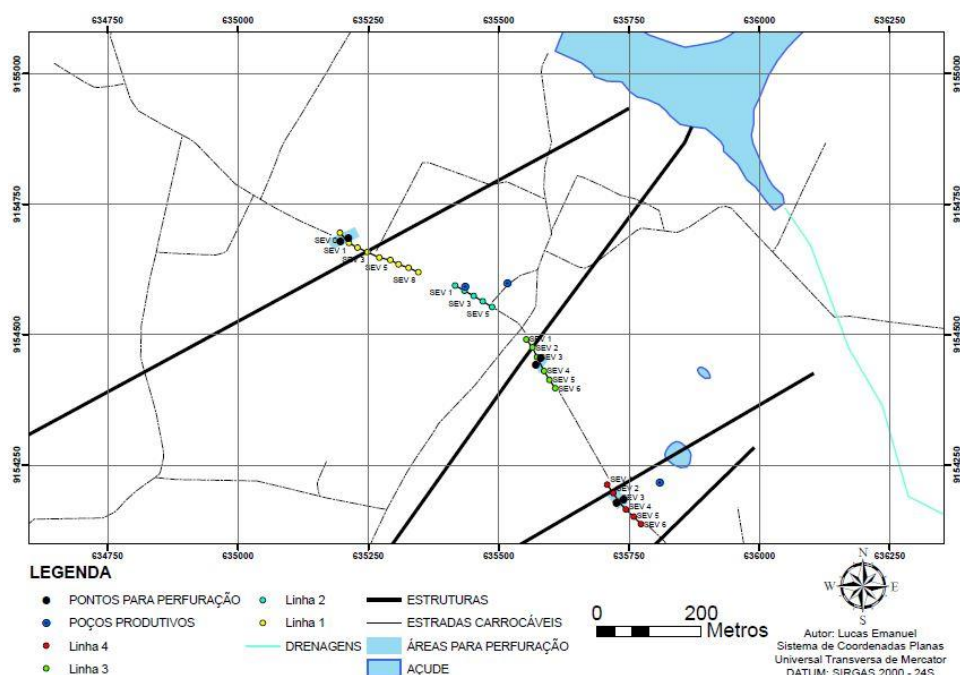 634750 635000 635250 635500 635750 636000 636250
9155000 9155000
9154750 9154750
SEV
SEV 1
SEV 3
SEV 5
SEV 6
SEV 1
SEV 3
SEV 5
9154500 9154500
SEV 1
SEV 2
SEV 3
SEV 4
SEV 5
SEV 6
9154250 9154250
SEV
SEV 2
SEV 3
SEV 4
SEV 5
SEV 6
634750 635000 635250 635500 635750 636000 636250
LEGENDA
PONTOS PARA PERFURAÇÃO
POÇOS PRODUTIVOS
Linha 4
Linha 3
Linha 2
Linha 1
DRENAGENS
ESTRUTURAS
ESTRADAS CARROCÁVEIS
ÁREAS PARA PERFURAÇÃO
AÇUDE
0 200
Metros
N
W E
S
Autor: Lucas Emanuel
Sistema de Coordenadas Planas
Universal Transversa de Mercator
DATUM: SIRGAS 2000 - 24S